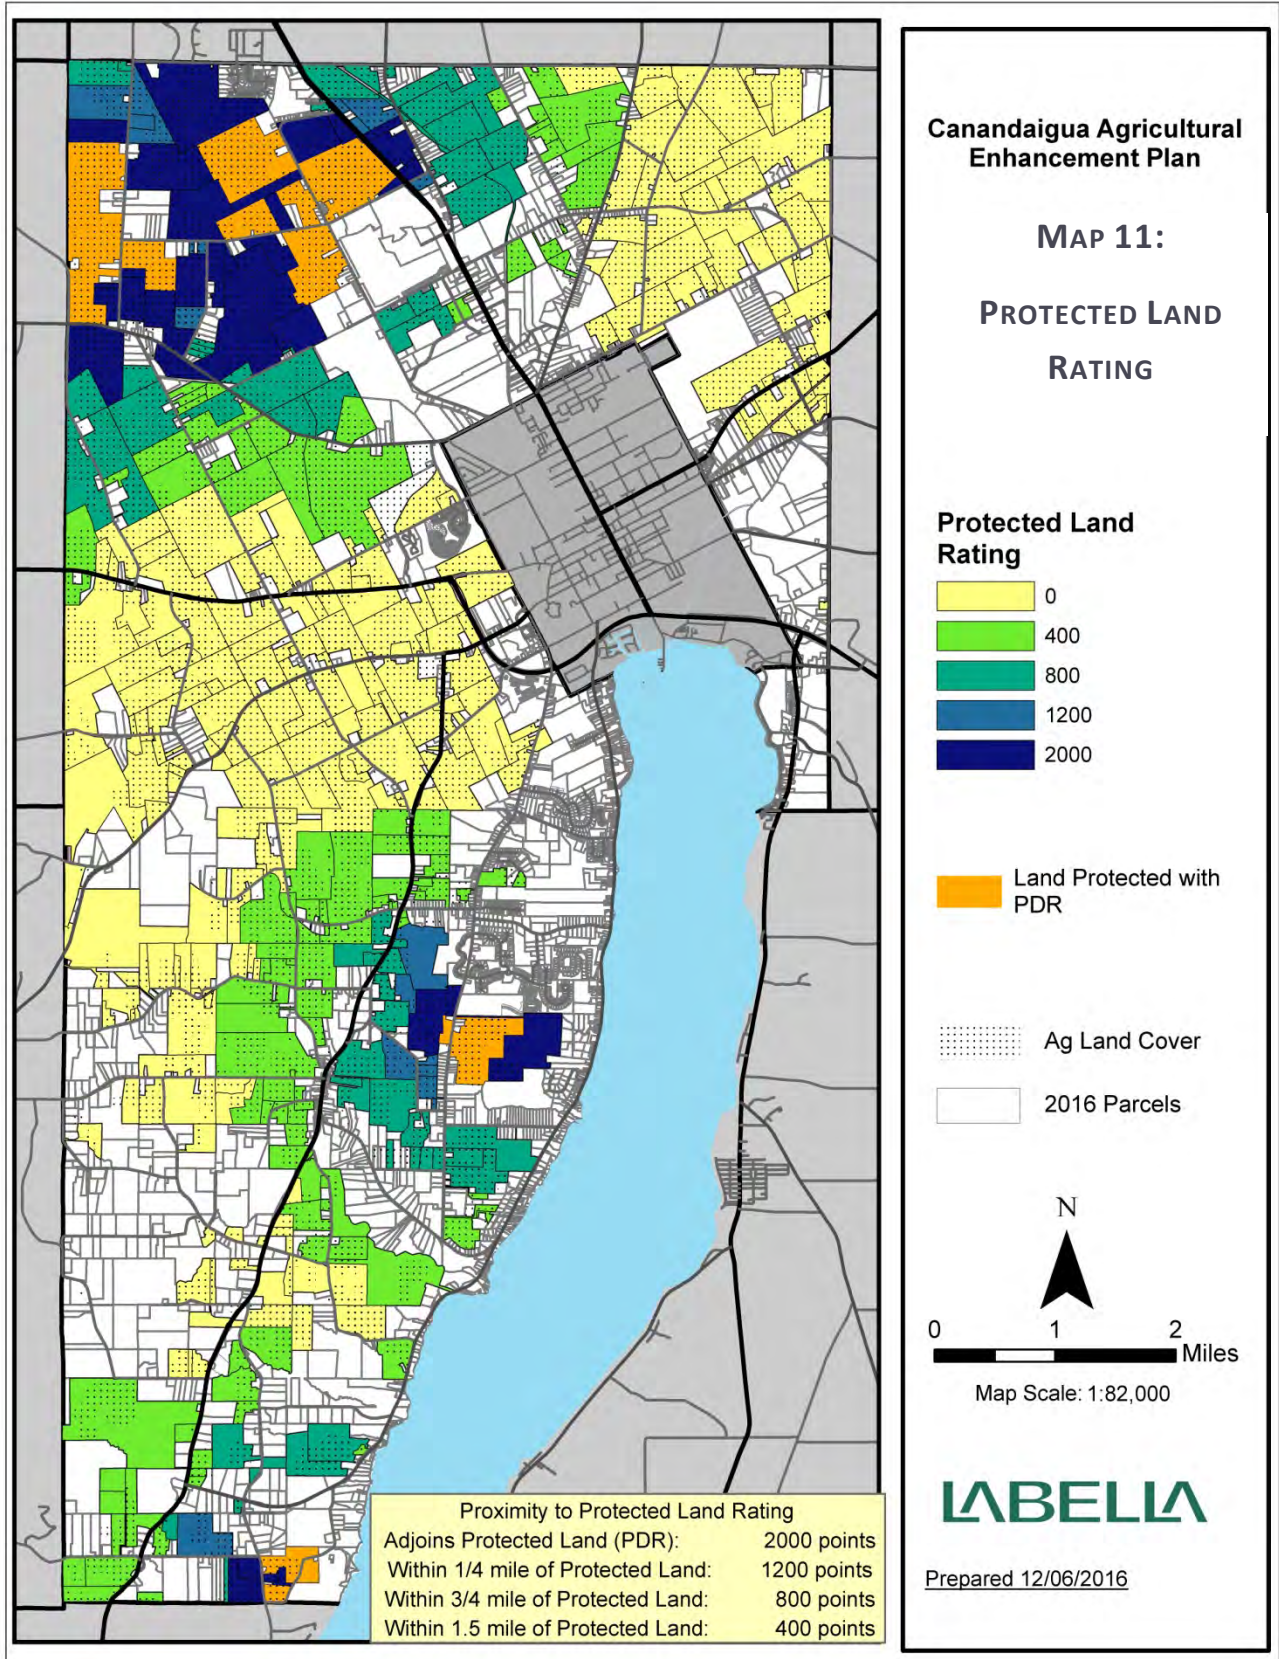 Canandaigua Agricultural
Enhancement Plan
MAP 11:
PROTECTED LAND
RATING
Protected Land
Rating
0
400
800
1200
2000
Land Protected with
PDR
Ag Land Cover
2016 Parcels
N
0 1 2
Miles
Map Scale: 1:82,000
LABELLA
Prepared 12/06/2016
Proximity to Protected Land Rating
Adjoins Protected Land (PDR): 2000 points
Within 1/4 mile of Protected Land: 1200 points
Within 3/4 mile of Protected Land: 800 points
Within 1.5 mile of Protected Land: 400 points